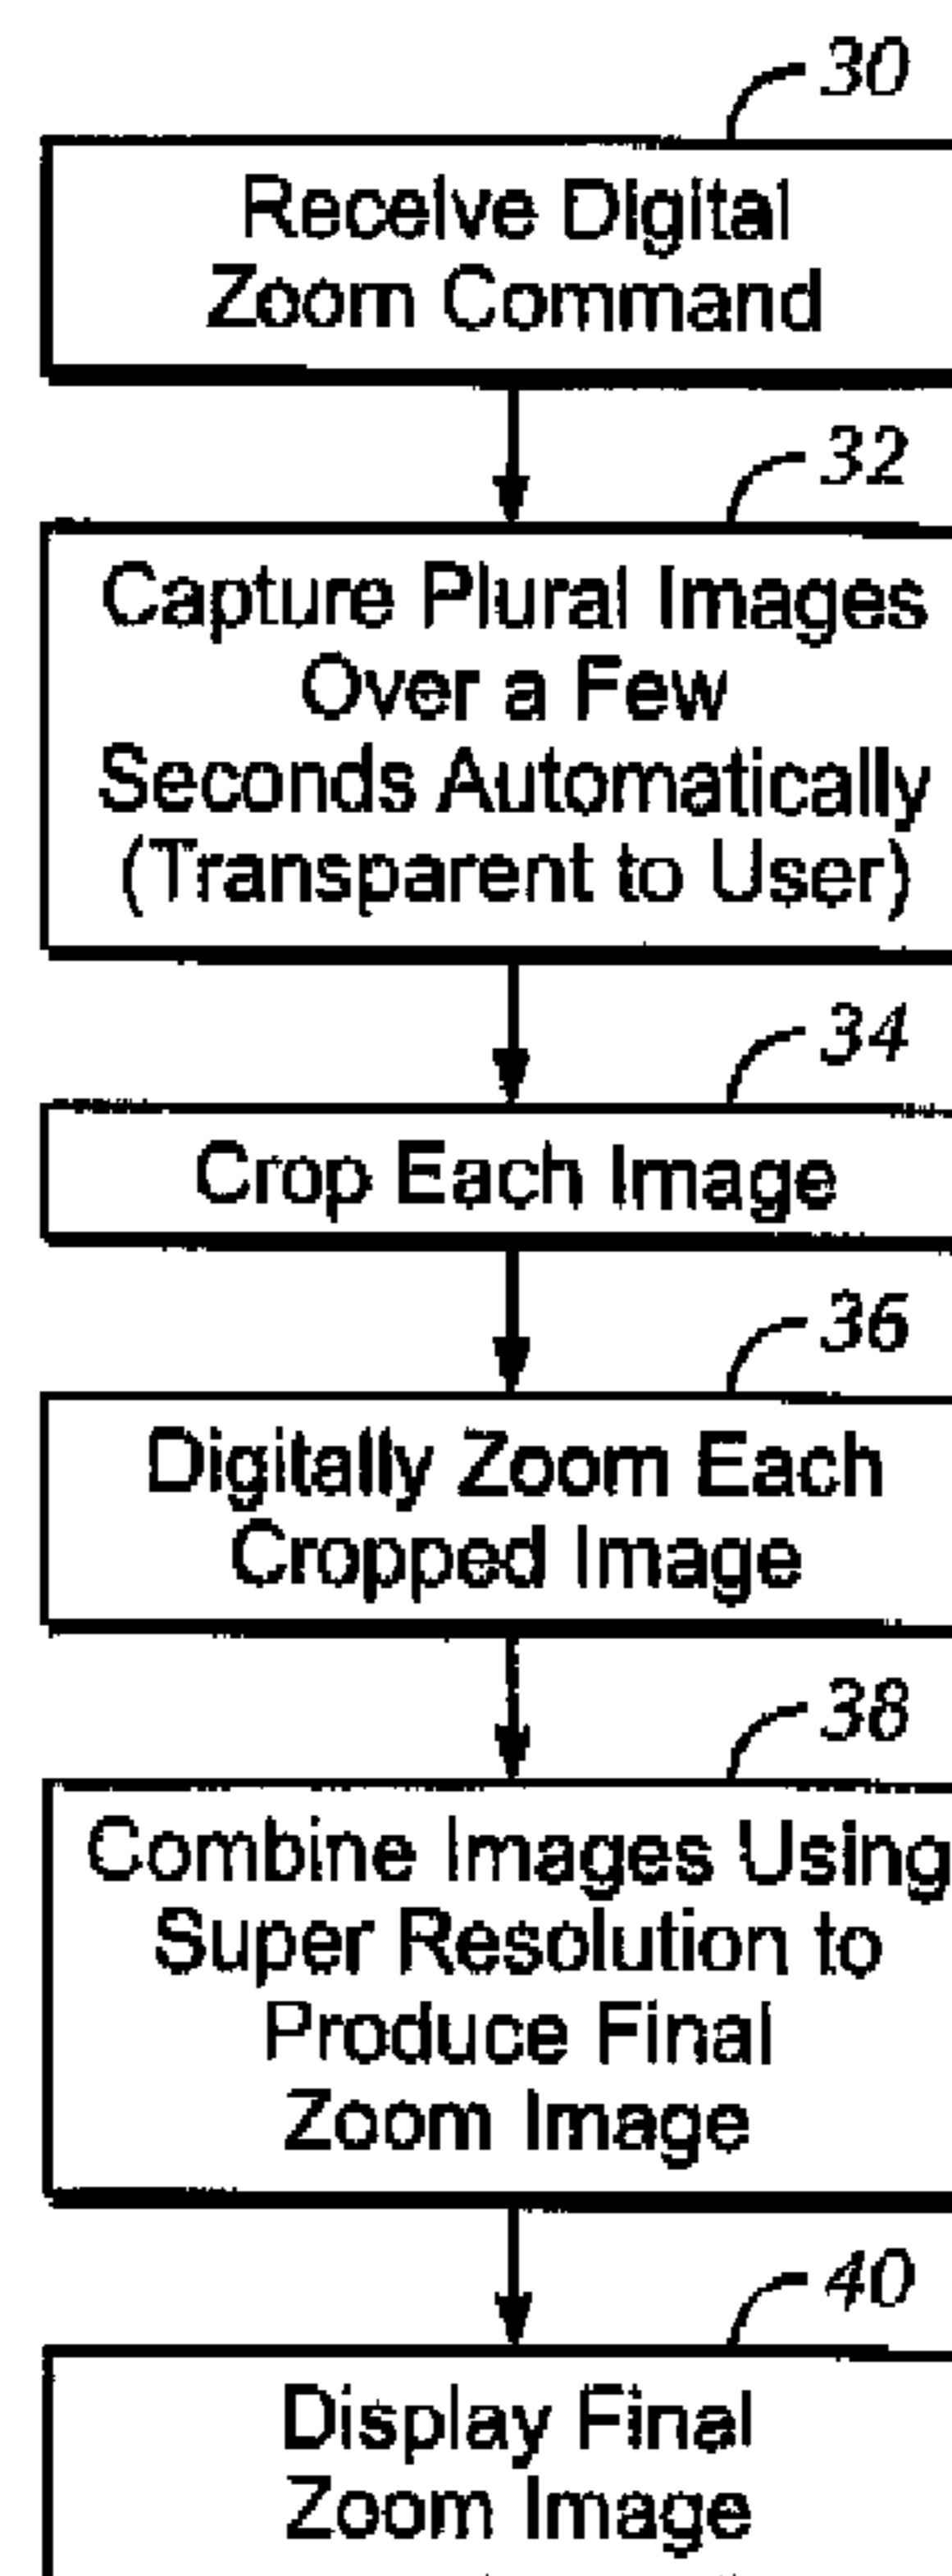 30
Receive Digital
Zoom Command
32
Capture Plural Images
Over a Few
Seconds Automatically
(Transparent to User)
34
Crop Each Image
36
Digitally Zoom Each
Cropped Image
38
Combine Images Using
Super Resolution to
Produce Final
Zoom Image
40
Display Final
Zoom Image